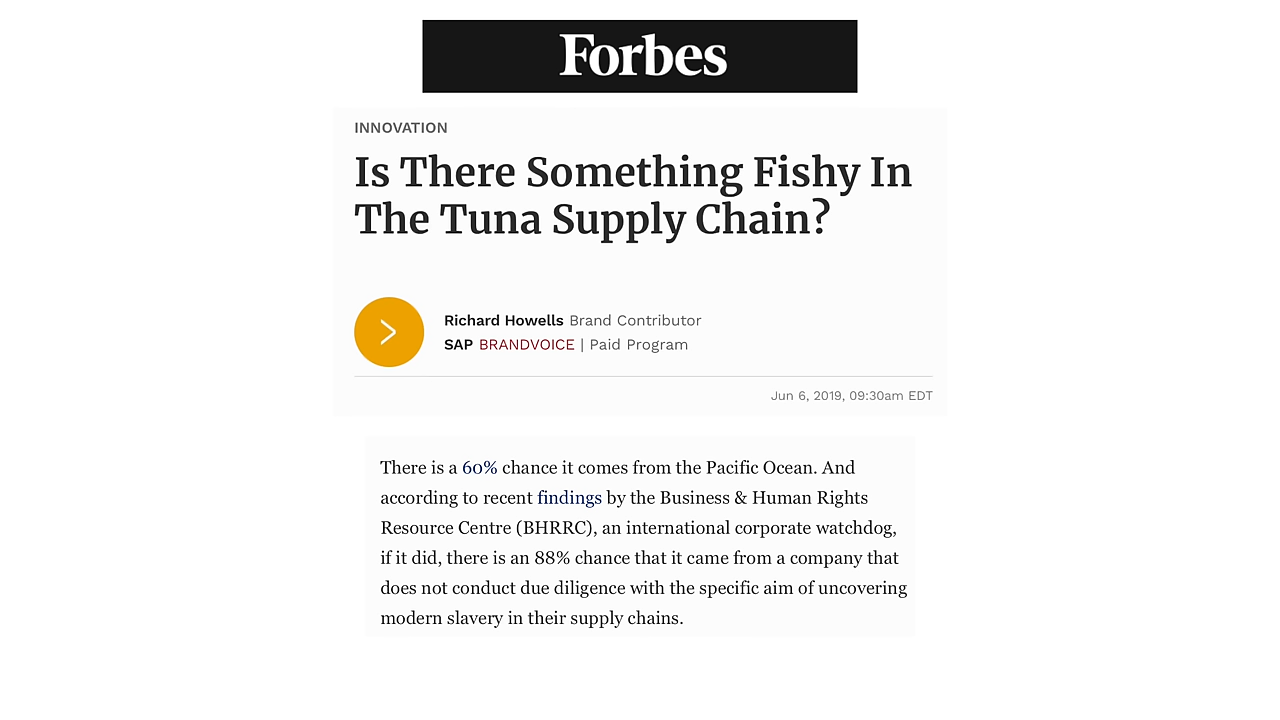 Forbes
INNOVATION
Is There Something Fishy In
The Tuna Supply Chain?
Richard Howells Brand Contributor
SAP BRANDVOICE | Paid Program
Jun 6, 2019, 09:30am EDT
There is a 60% chance it comes from the Pacific Ocean. And
according to recent findings by the Business & Human Rights
Resource Centre (BHRRC), an international corporate watchdog,
if it did, there is an 88% chance that it came from a company that
does not conduct due diligence with the specific aim of uncovering
modern slavery in their supply chains.